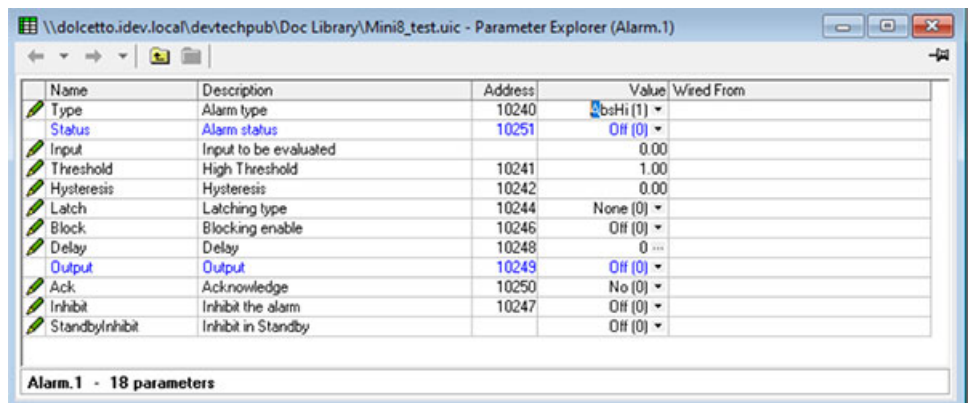 \\dolcetto.idev.local\devtechpub\Doc Library\Mini8_test.uic - Parameter Explorer (Alarm.1)
Name Description Address Value Wired From
Type Alarm type 10240 AbsHi (1)
Status Alarm status 10251 Off (0)
Input Input to be evaluated 0.00
Threshold High Threshold 10241 1.00
Hysteresis Hysteresis 10242 0.00
Latch Latching type 10244 None (0)
Block Blocking enable 10246 Off (0)
Delay Delay 10248 0 ...
Output Output 10249 Off (0)
Ack Acknowledge 10250 No (0)
Inhibit Inhibit the alarm 10247 Off (0)
StandbyInhibit Inhibit in Standby Off (0)
Alarm.1 - 18 parameters